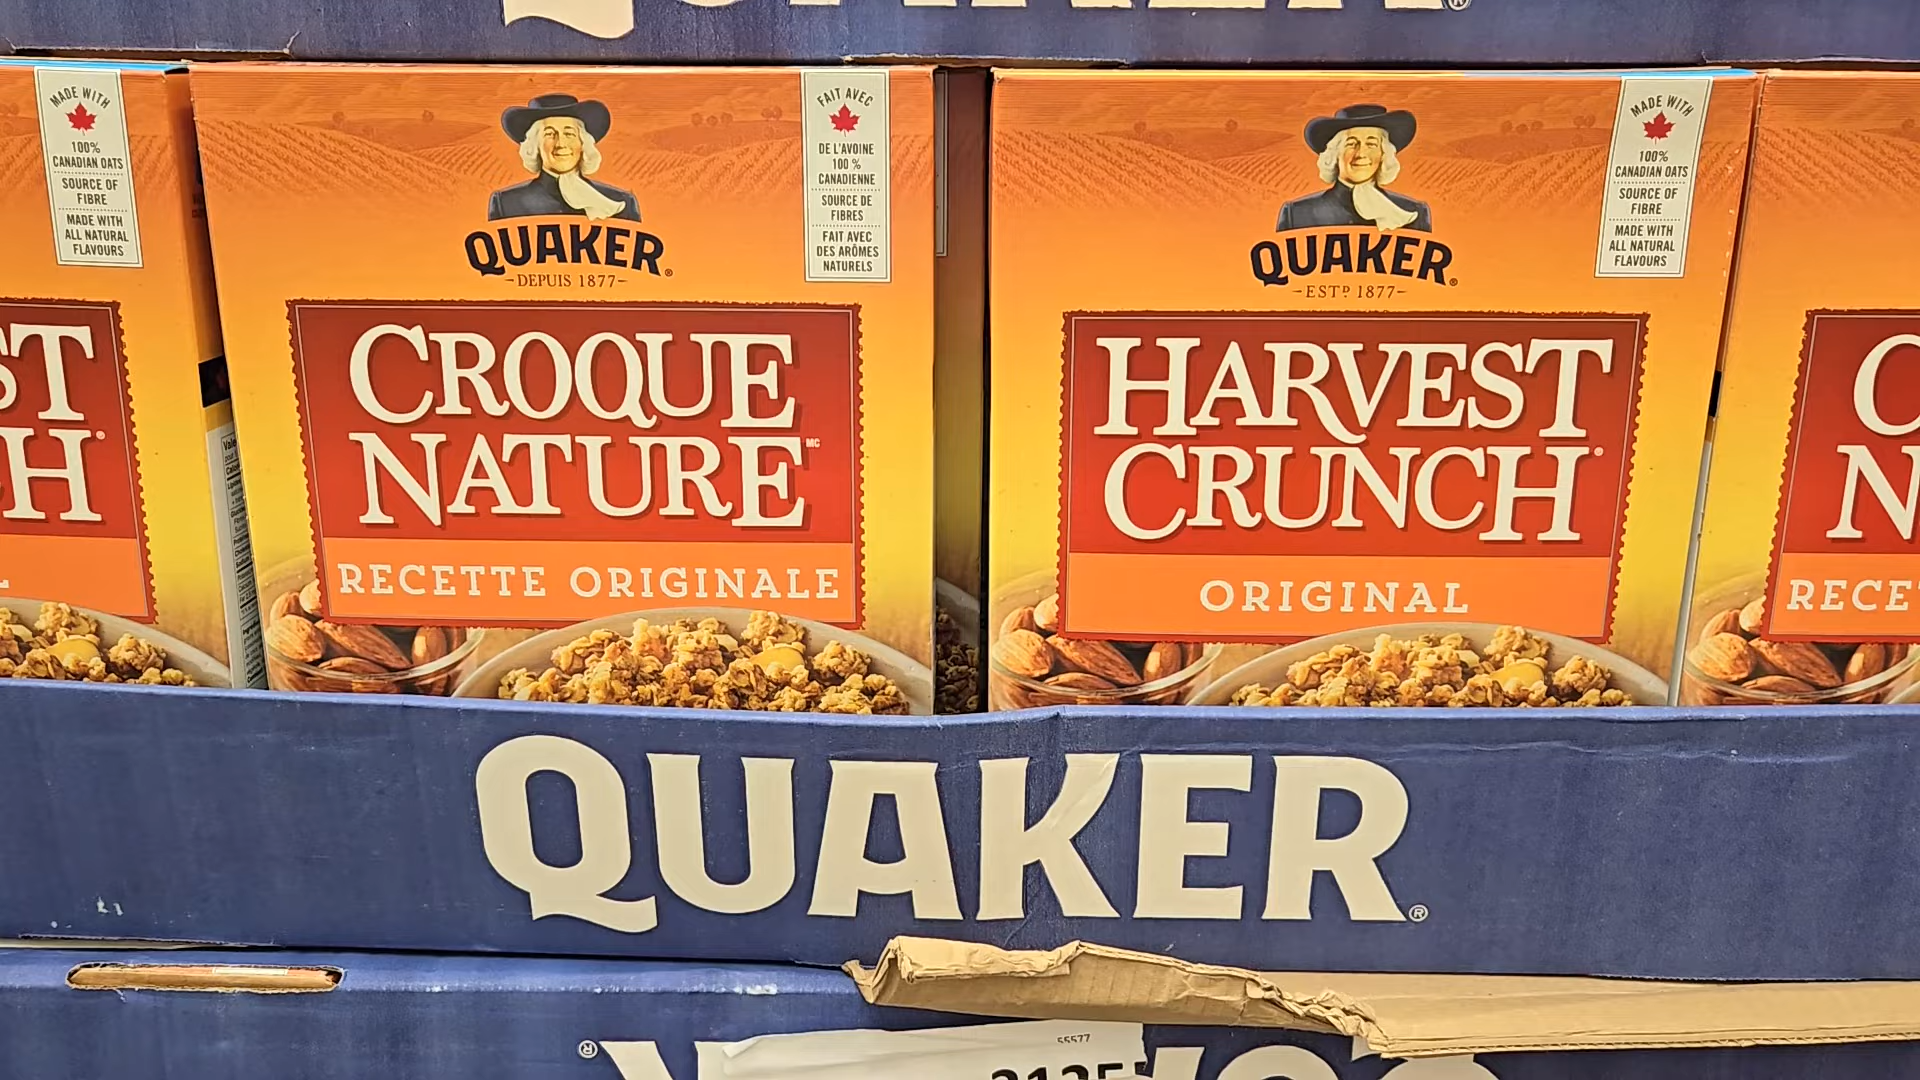 MADE WITH
100%
CANADIAN OATS
SOURCE OF
FIBRE
MADE WITH
ALL NATURAL
FLAVOURS
QUAKER®
DEPUIS 1877
FAIT AVEC
DE L'AVOINE
100 %
CANADIENNE
SOURCE DE
FIBRES
FAIT AVEC
DES ARÔMES
NATURELS
CROQUE
NATURE MC
RECETTE ORIGINALE
QUAKER®
ESTD 1877
MADE WITH
100%
CANADIAN OATS
SOURCE OF
FIBRE
MADE WITH
ALL NATURAL
FLAVOURS
HARVEST
CRUNCH®
ORIGINAL
QUAKER®
55577